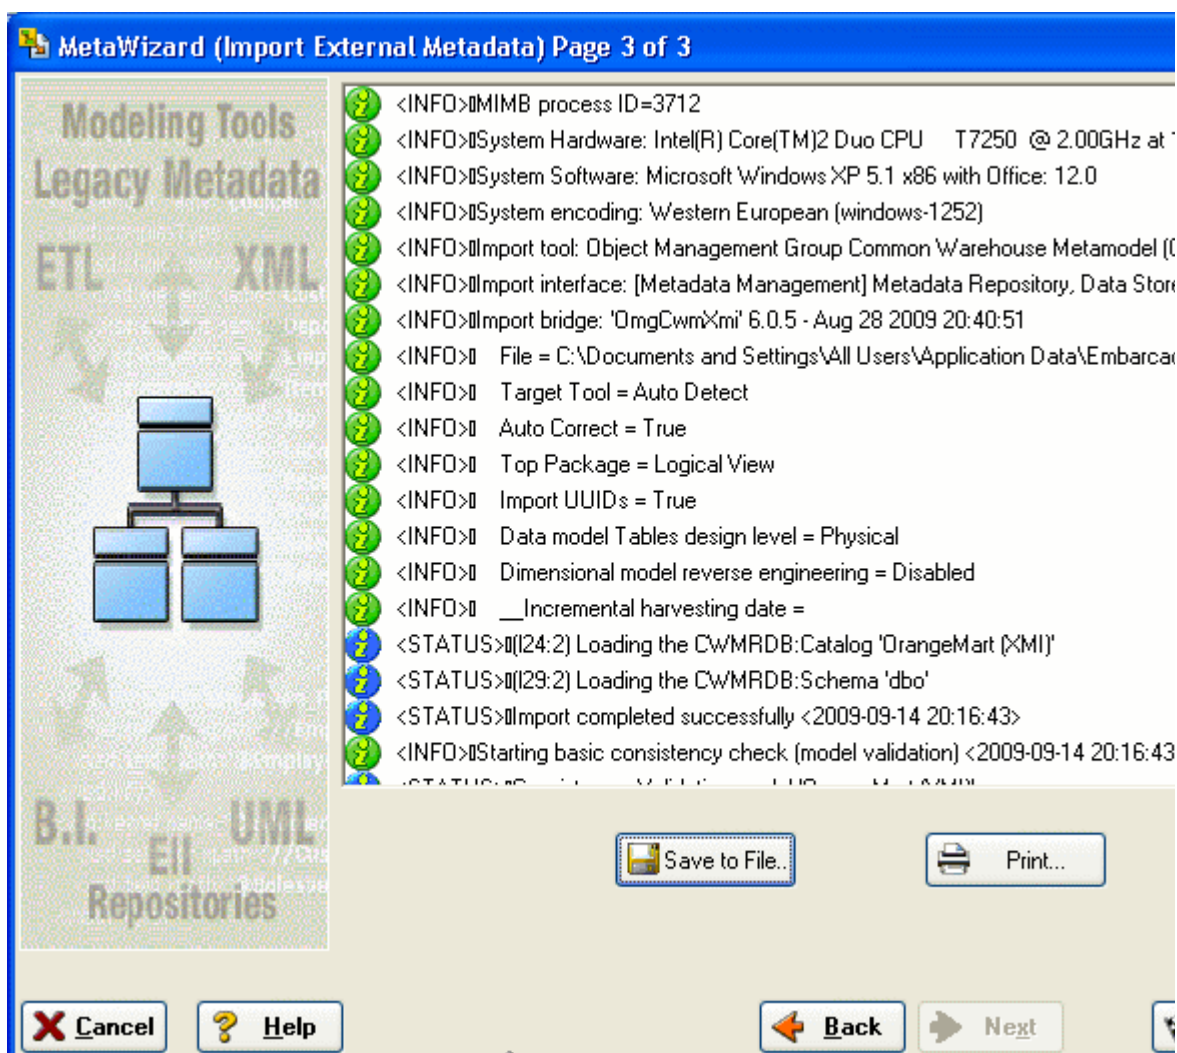 MetaWizard (Import External Metadata) Page 3 of 3
Modeling Tools
Legacy Metadata
ETL
XML
B.I.
EII
UML
Repositories
<INFO>MIMB process ID=3712
<INFO>System Hardware: Intel(R) Core(TM)2 Duo CPU T7250 @ 2.00GHz at
<INFO>System Software: Microsoft Windows XP 5.1 x86 with Office: 12.0
<INFO>System encoding: Western European (windows-1252)
<INFO>Import tool: Object Management Group Common Warehouse Metamodel
<INFO>Import interface: [Metadata Management] Metadata Repository, Data Store
<INFO>Import bridge: 'OmgCwmXmi' 6.0.5 - Aug 28 2009 20:40:51
<INFO> File = C:\Documents and Settings\All Users\Application Data\Embarcad
<INFO> Target Tool = Auto Detect
<INFO> Auto Correct = True
<INFO> Top Package = Logical View
<INFO> Import UUIDs = True
<INFO> Data model Tables design level = Physical
<INFO> Dimensional model reverse engineering = Disabled
<INFO> __Incremental harvesting date =
<STATUS>(I24:2) Loading the CWMRDB:Catalog 'OrangeMart (XMI)'
<STATUS>(I29:2) Loading the CWMRDB:Schema 'dbo'
<STATUS>Import completed successfully <2009-09-14 20:16:43>
<INFO>Starting basic consistency check (model validation) <2009-09-14 20:16:43
Save to File..
Print...
Cancel
Help
Back
Next